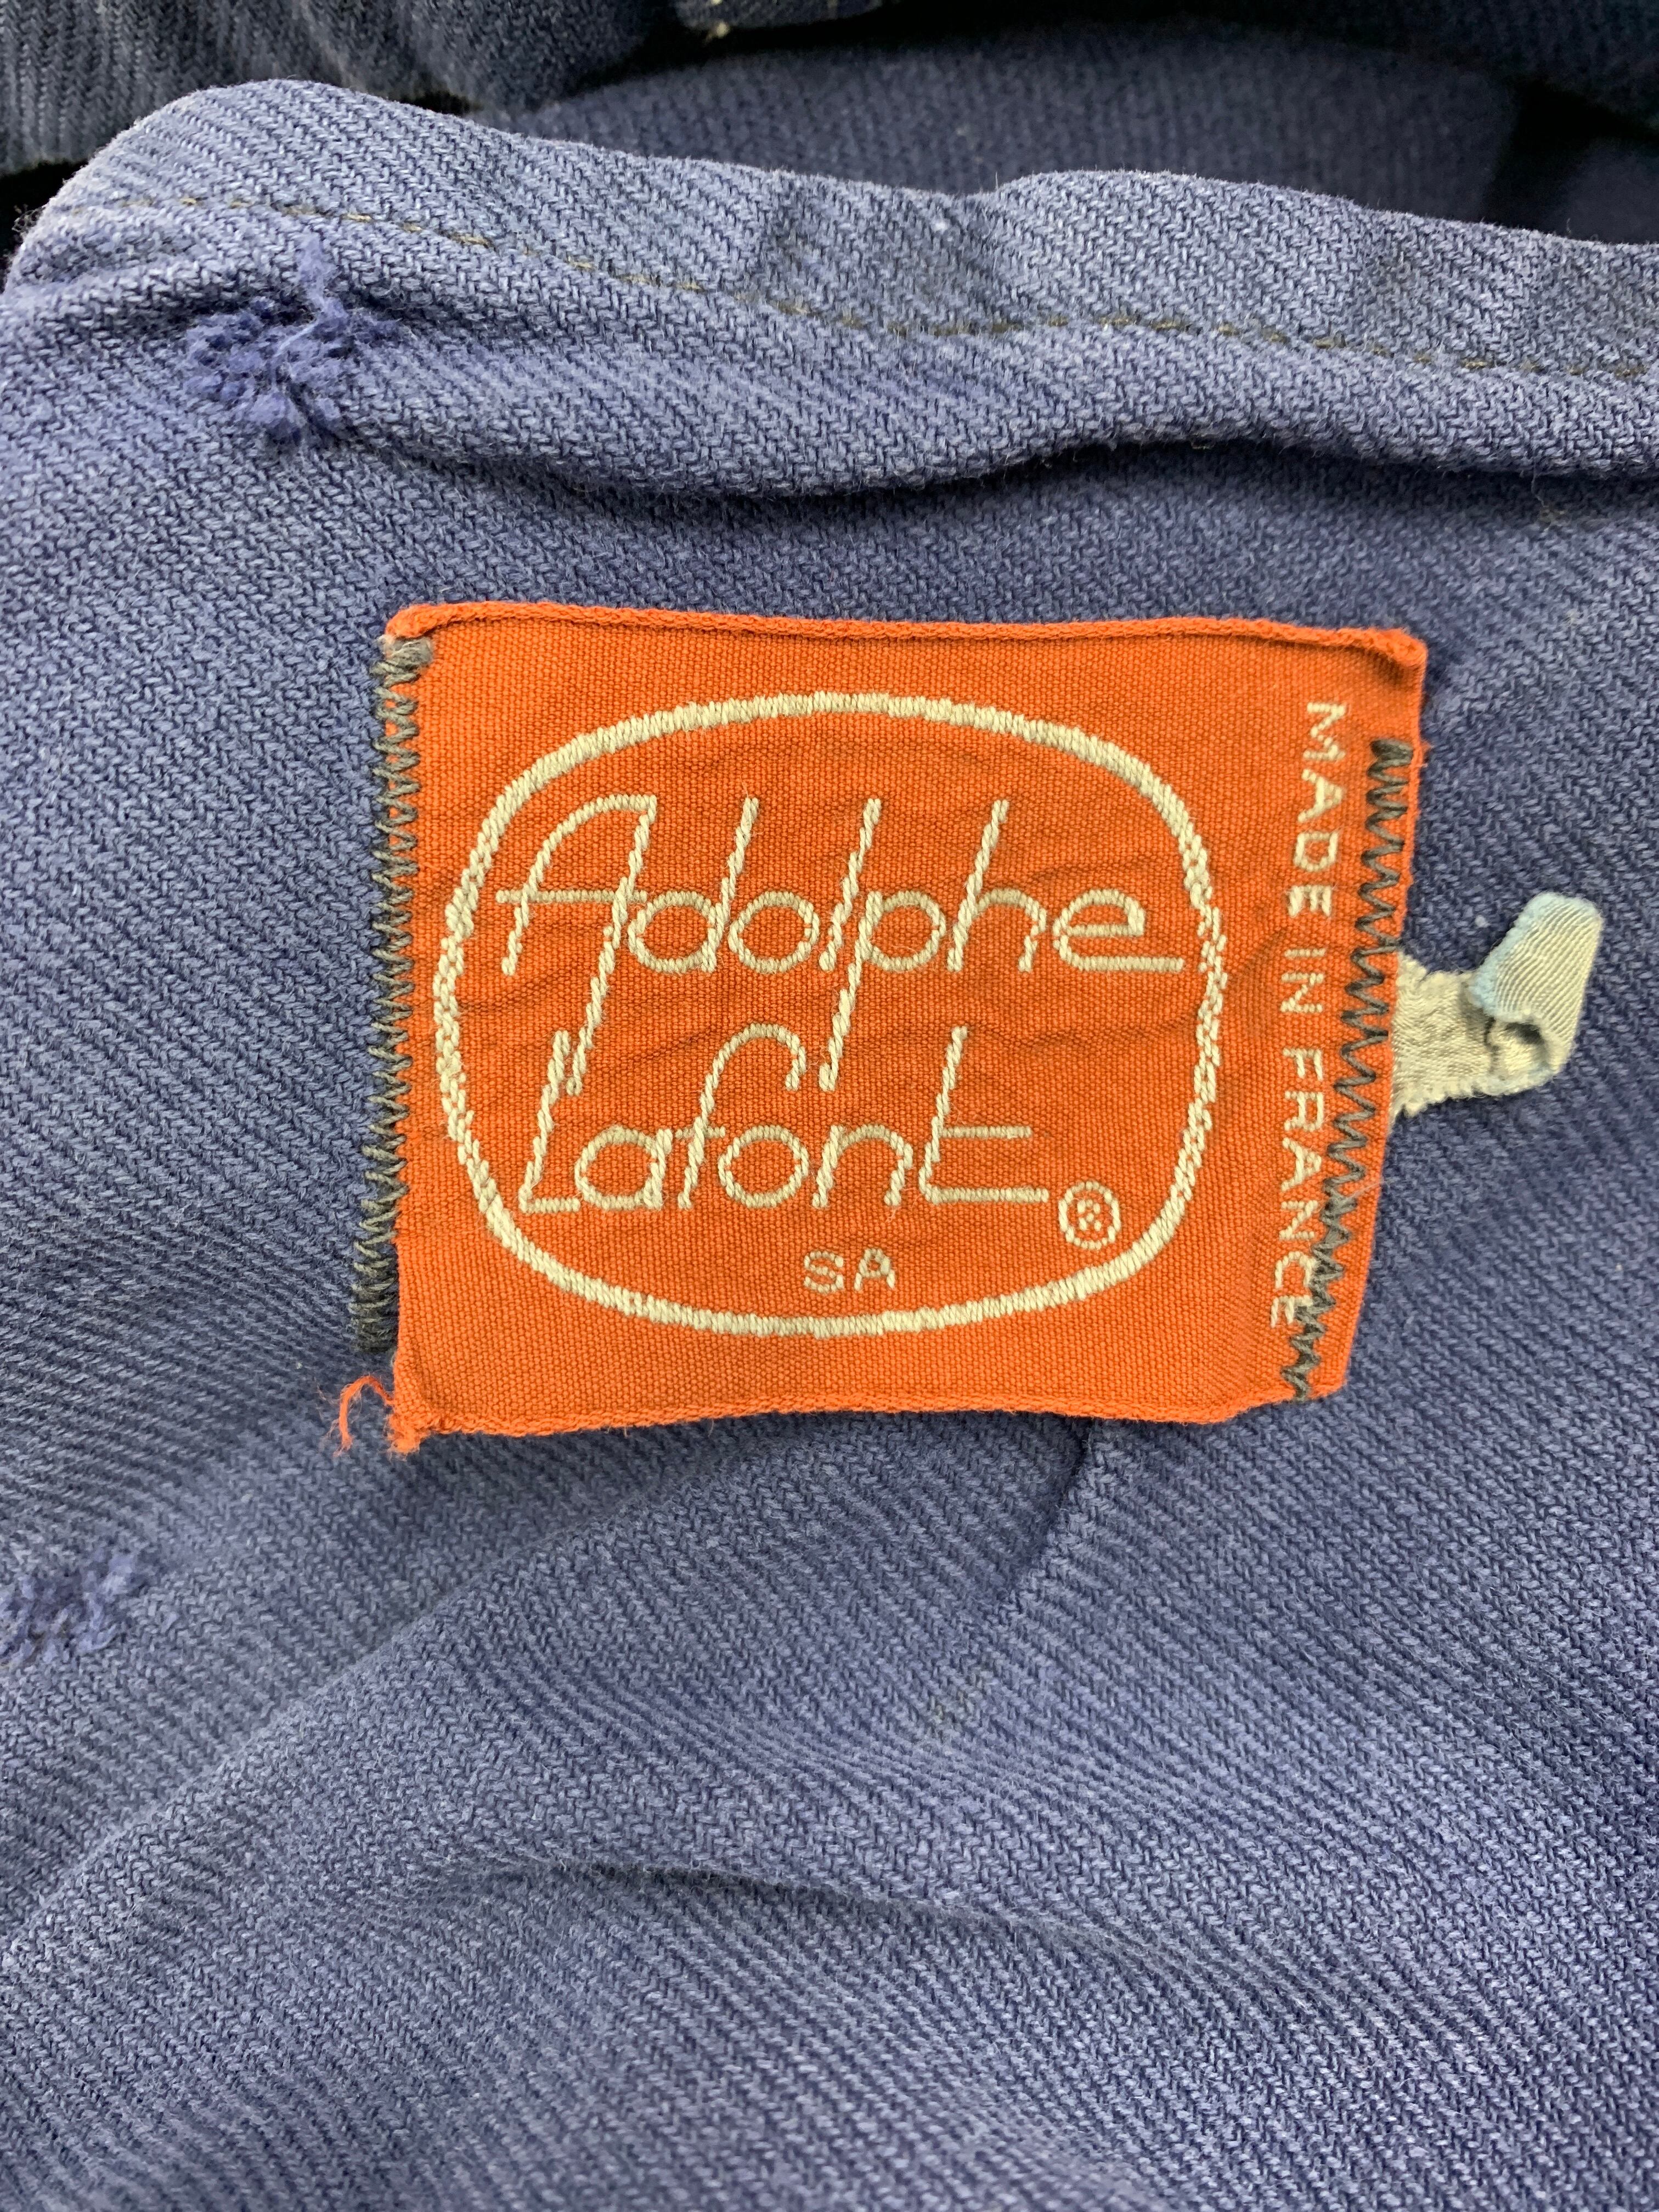 Adolphe
Lafont ®
SA
MADE IN FRANCE